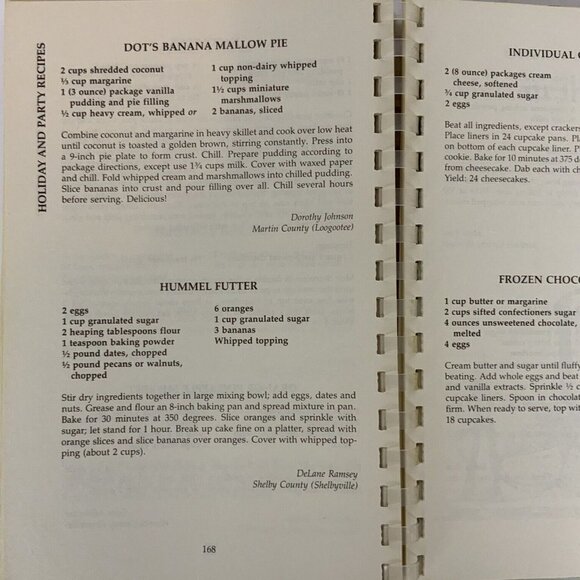 HOLIDAY AND PARTY RECIPES
DOT'S BANANA MALLOW PIE
2 cups shredded coconut
⅓ cup margarine
1 (3 ounce) package vanilla
pudding and pie filling
½ cup heavy cream, whipped or
1 cup non-dairy whipped
topping
1½ cups miniature
marshmallows
2 bananas, sliced
Combine coconut and margarine in heavy skillet and cook over low heat
until coconut is toasted a golden brown, stirring constantly. Press into
a 9-inch pie plate to form crust. Chill. Prepare pudding according to
package directions, except use 1¾ cups milk. Cover with waxed paper
and chill. Fold whipped cream and marshmallows into chilled pudding.
Slice bananas into crust and pour filling over all. Chill several hours
before serving. Delicious!
Dorothy Johnson
Martin County (Loogootee)
HUMMEL FUTTER
2 eggs
1 cup granulated sugar
2 heaping tablespoons flour
1 teaspoon baking powder
½ pound dates, chopped
½ pound pecans or walnuts,
chopped
6 oranges
1 cup granulated sugar
3 bananas
Whipped topping
Stir dry ingredients together in large mixing bowl; add eggs, dates and
nuts. Grease and flour an 8-inch baking pan and spread mixture in pan.
Bake for 30 minutes at 350 degrees. Slice oranges and sprinkle with
sugar; let stand for 1 hour. Break up cake fine on a platter, spread with
orange slices and slice bananas over oranges. Cover with whipped top-
ping (about 2 cups).
DeLane Ramsey
Shelby County (Shelbyville)
168
INDIVIDUAL
2 (8 ounce) packages cream
cheese, softened
¾ cup granulated sugar
2 eggs
Beat all ingredients, except cracker
Place liners in 24 cupcake pans. Pl
on bottom of each cupcake liner. P
cookie. Bake for 10 minutes at 375 d
from cheesecake. Dab each with ch
Yield: 24 cheesecakes.
FROZEN CHOCO
1 cup butter or margarine
2 cups sifted confectioners sugar
4 ounces unsweetened chocolate,
melted
4 eggs
Cream butter and sugar until fluffy
beating. Add whole eggs and beat
and vanilla extracts. Sprinkle ½ c
cupcake liners. Spoon in chocolat
firm. When ready to serve, top wit
18 cupcakes.